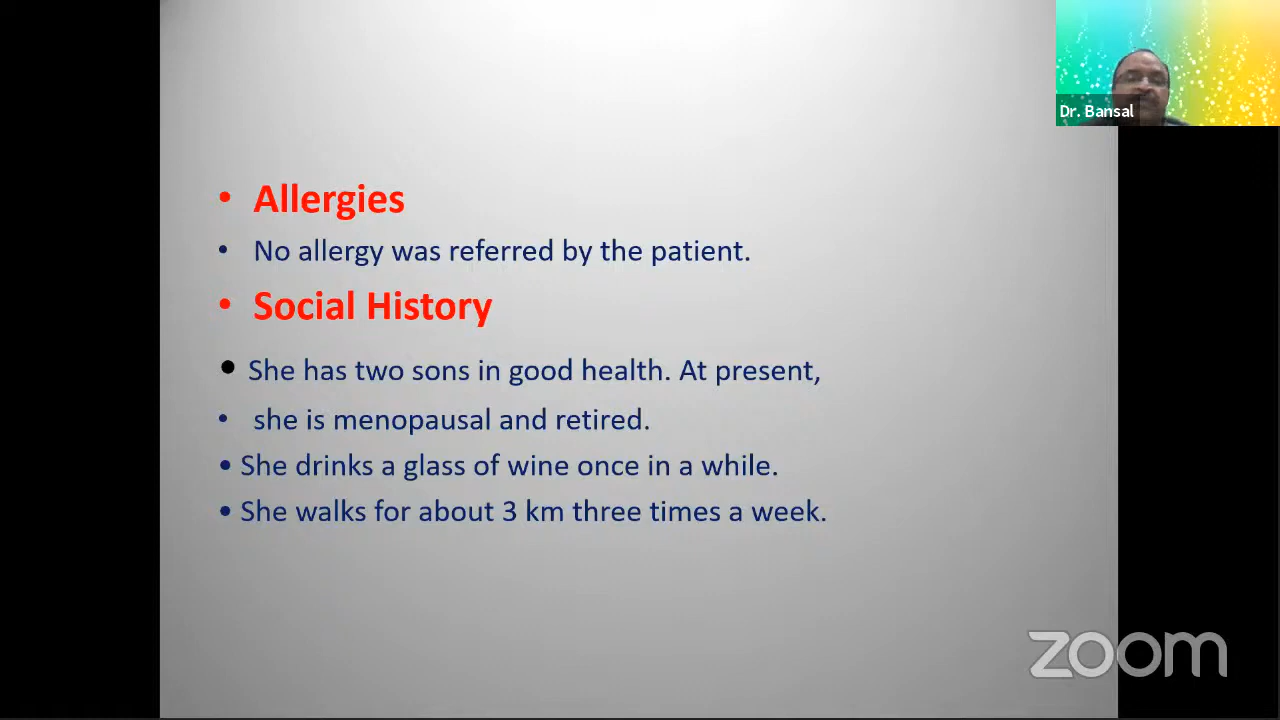 Dr. Bansal
• Allergies
• No allergy was referred by the patient.
• Social History
• She has two sons in good health. At present,
• she is menopausal and retired.
• She drinks a glass of wine once in a while.
• She walks for about 3 km three times a week.
zoom